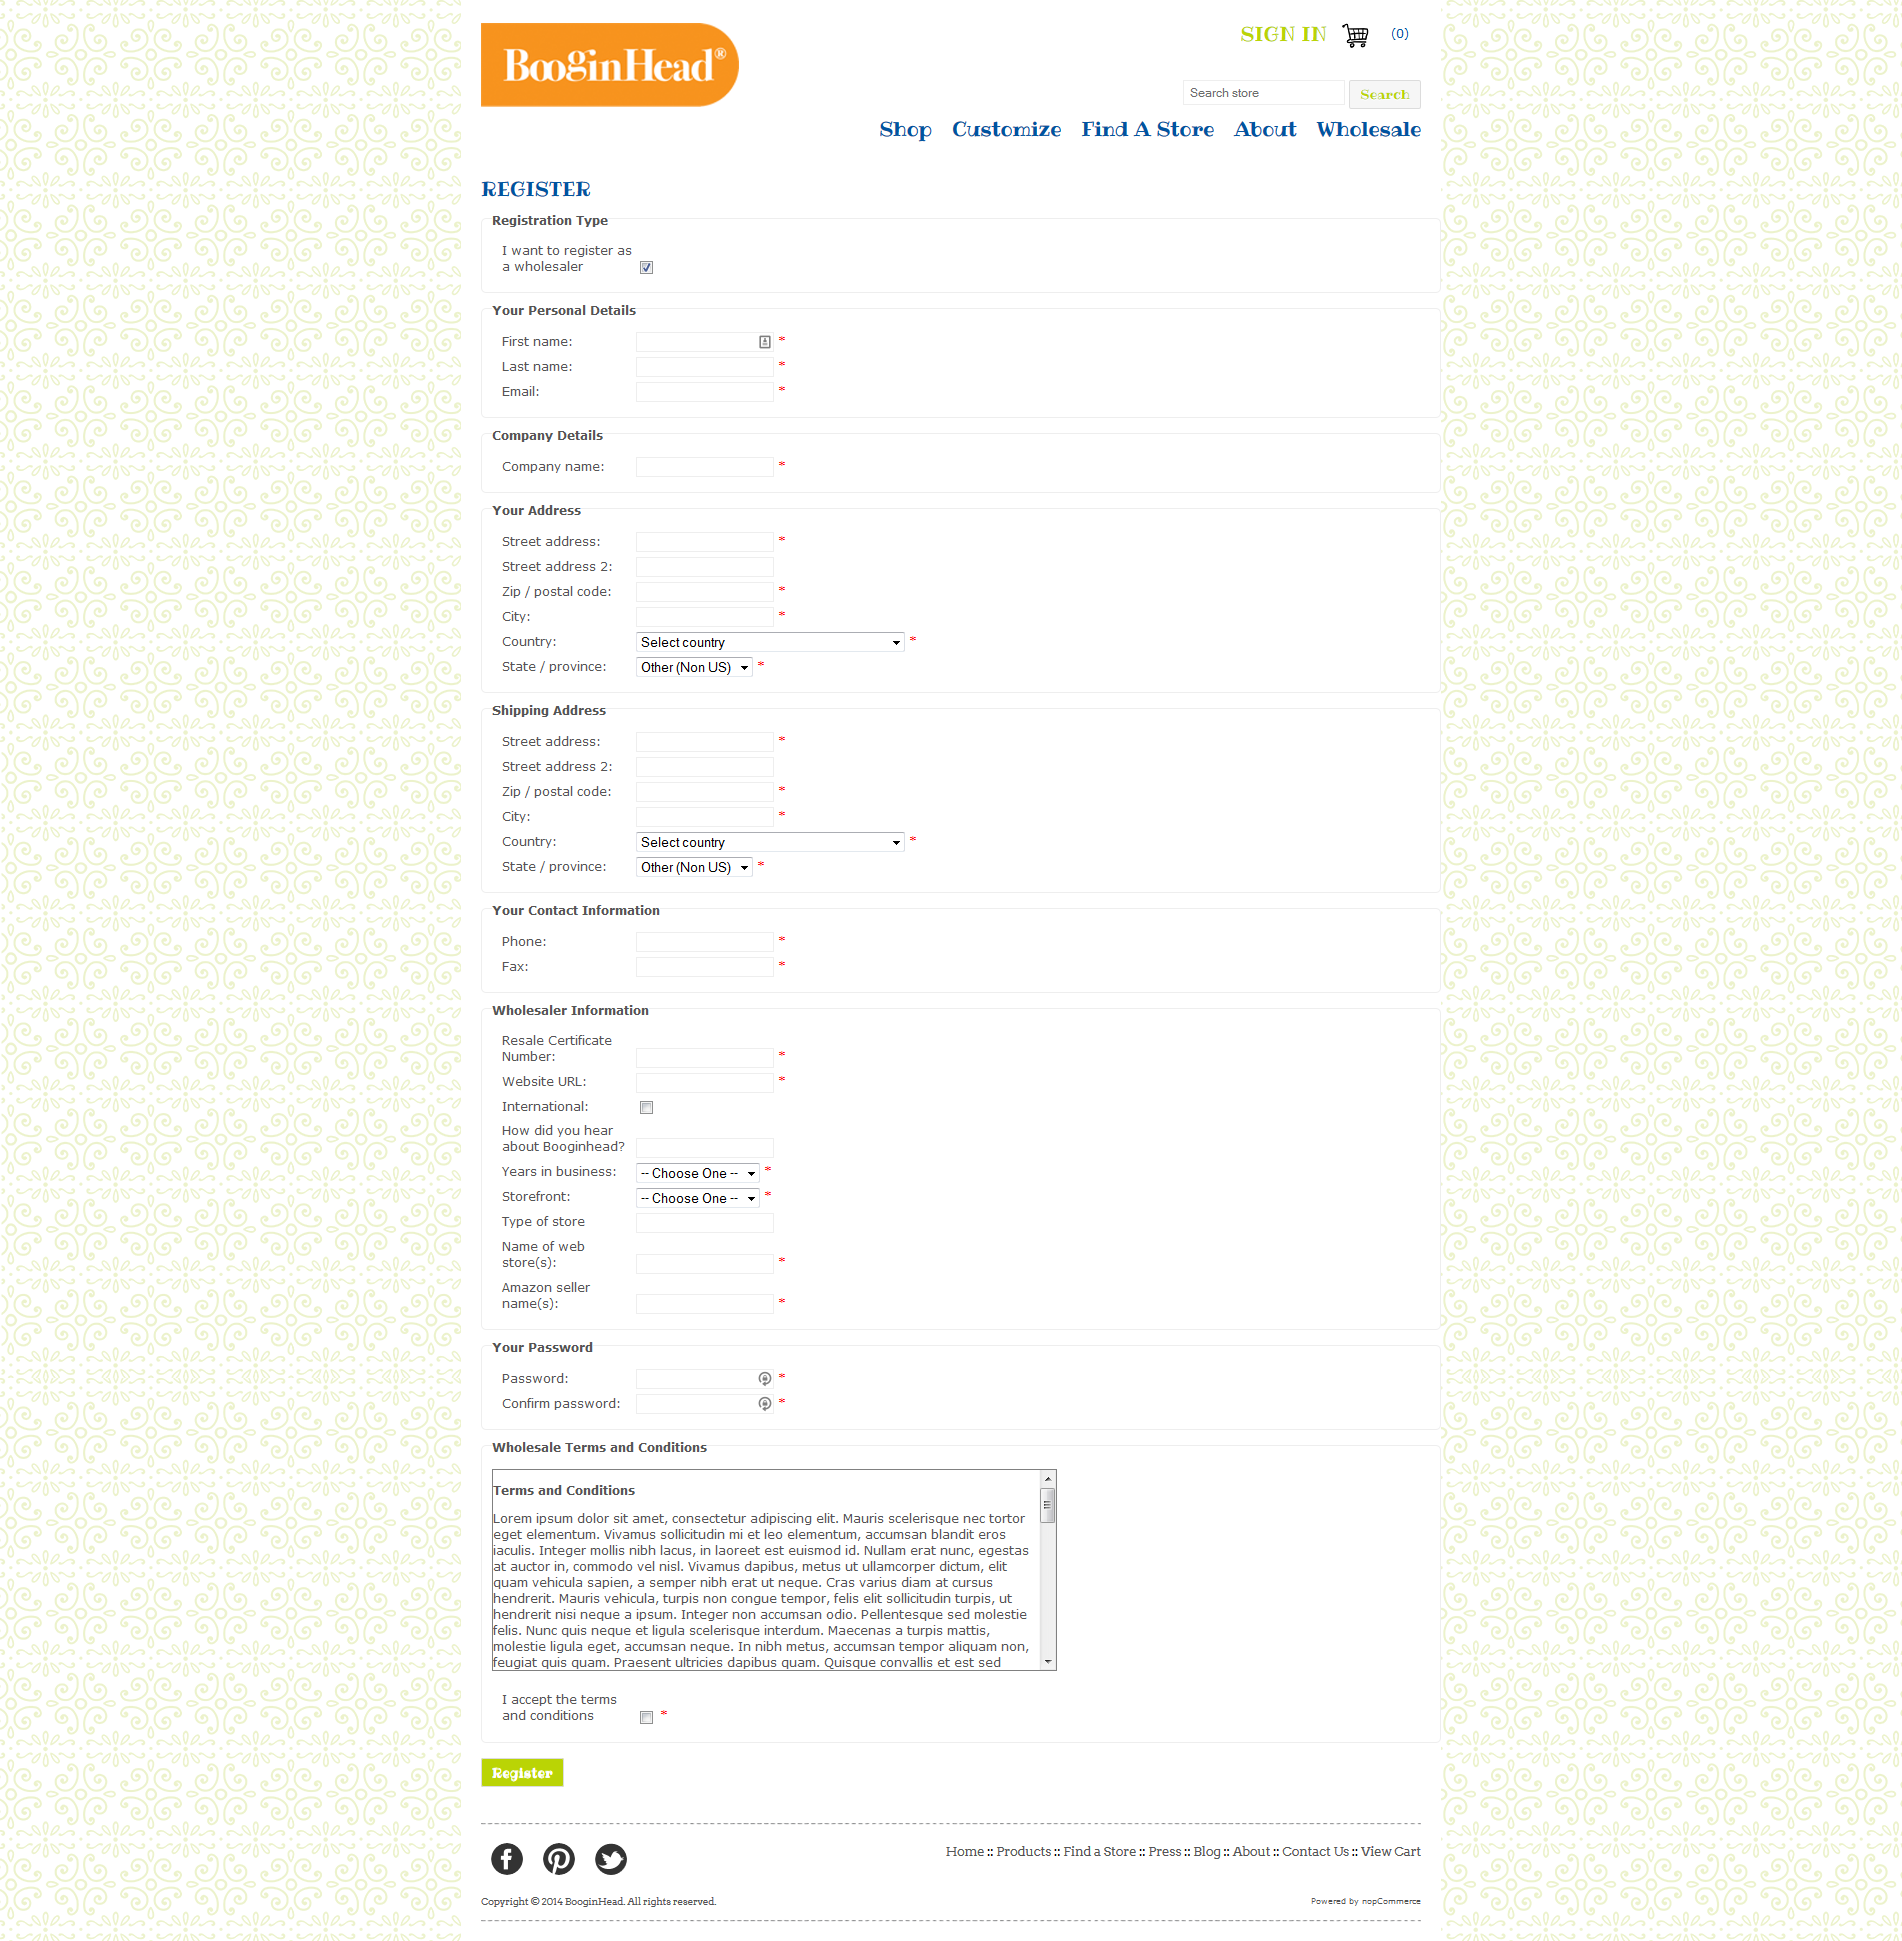 BooginHead®
SIGN IN (0)
Search store Search
Shop Customize Find A Store About Wholesale
REGISTER
Registration Type
I want to register as
a wholesaler
Your Personal Details
First name: *
Last name: *
Email: *
Company Details
Company name: *
Your Address
Street address: *
Street address 2:
Zip / postal code: *
City: *
Country: Select country *
State / province: Other (Non US) *
Shipping Address
Street address: *
Street address 2:
Zip / postal code: *
City: *
Country: Select country *
State / province: Other (Non US) *
Your Contact Information
Phone: *
Fax: *
Wholesaler Information
Resale Certificate
Number: *
Website URL: *
International:
How did you hear
about Booginhead?
Years in business: -- Choose One -- *
Storefront: -- Choose One -- *
Type of store
Name of web
store(s): *
Amazon seller
name(s): *
Your Password
Password: *
Confirm password: *
Wholesale Terms and Conditions
Terms and Conditions
Lorem ipsum dolor sit amet, consectetur adipiscing elit. Mauris scelerisque nec tortor
eget elementum. Vivamus sollicitudin mi et leo elementum, accumsan blandit eros
iaculis. Integer mollis nibh lacus, in laoreet est euismod id. Nullam erat nunc, egestas
at auctor in, commodo vel nisl. Vivamus dapibus, metus ut ullamcorper dictum, elit
quam vehicula sapien, a semper nibh erat ut neque. Cras varius diam at cursus
hendrerit. Mauris vehicula, turpis non congue tempor, felis elit sollicitudin turpis, ut
hendrerit nisi neque a ipsum. Integer non accumsan odio. Pellentesque sed molestie
felis. Nunc quis neque et ligula scelerisque interdum. Maecenas a turpis mattis,
molestie ligula eget, accumsan neque. In nibh metus, accumsan tempor aliquam non,
feugiat quis quam. Praesent ultricies dapibus quam. Quisque convallis et est sed
I accept the terms
and conditions *
Register
Home :: Products :: Find a Store :: Press :: Blog :: About :: Contact Us :: View Cart
Copyright © 2014 BooginHead. All rights reserved. Powered by nopCommerce